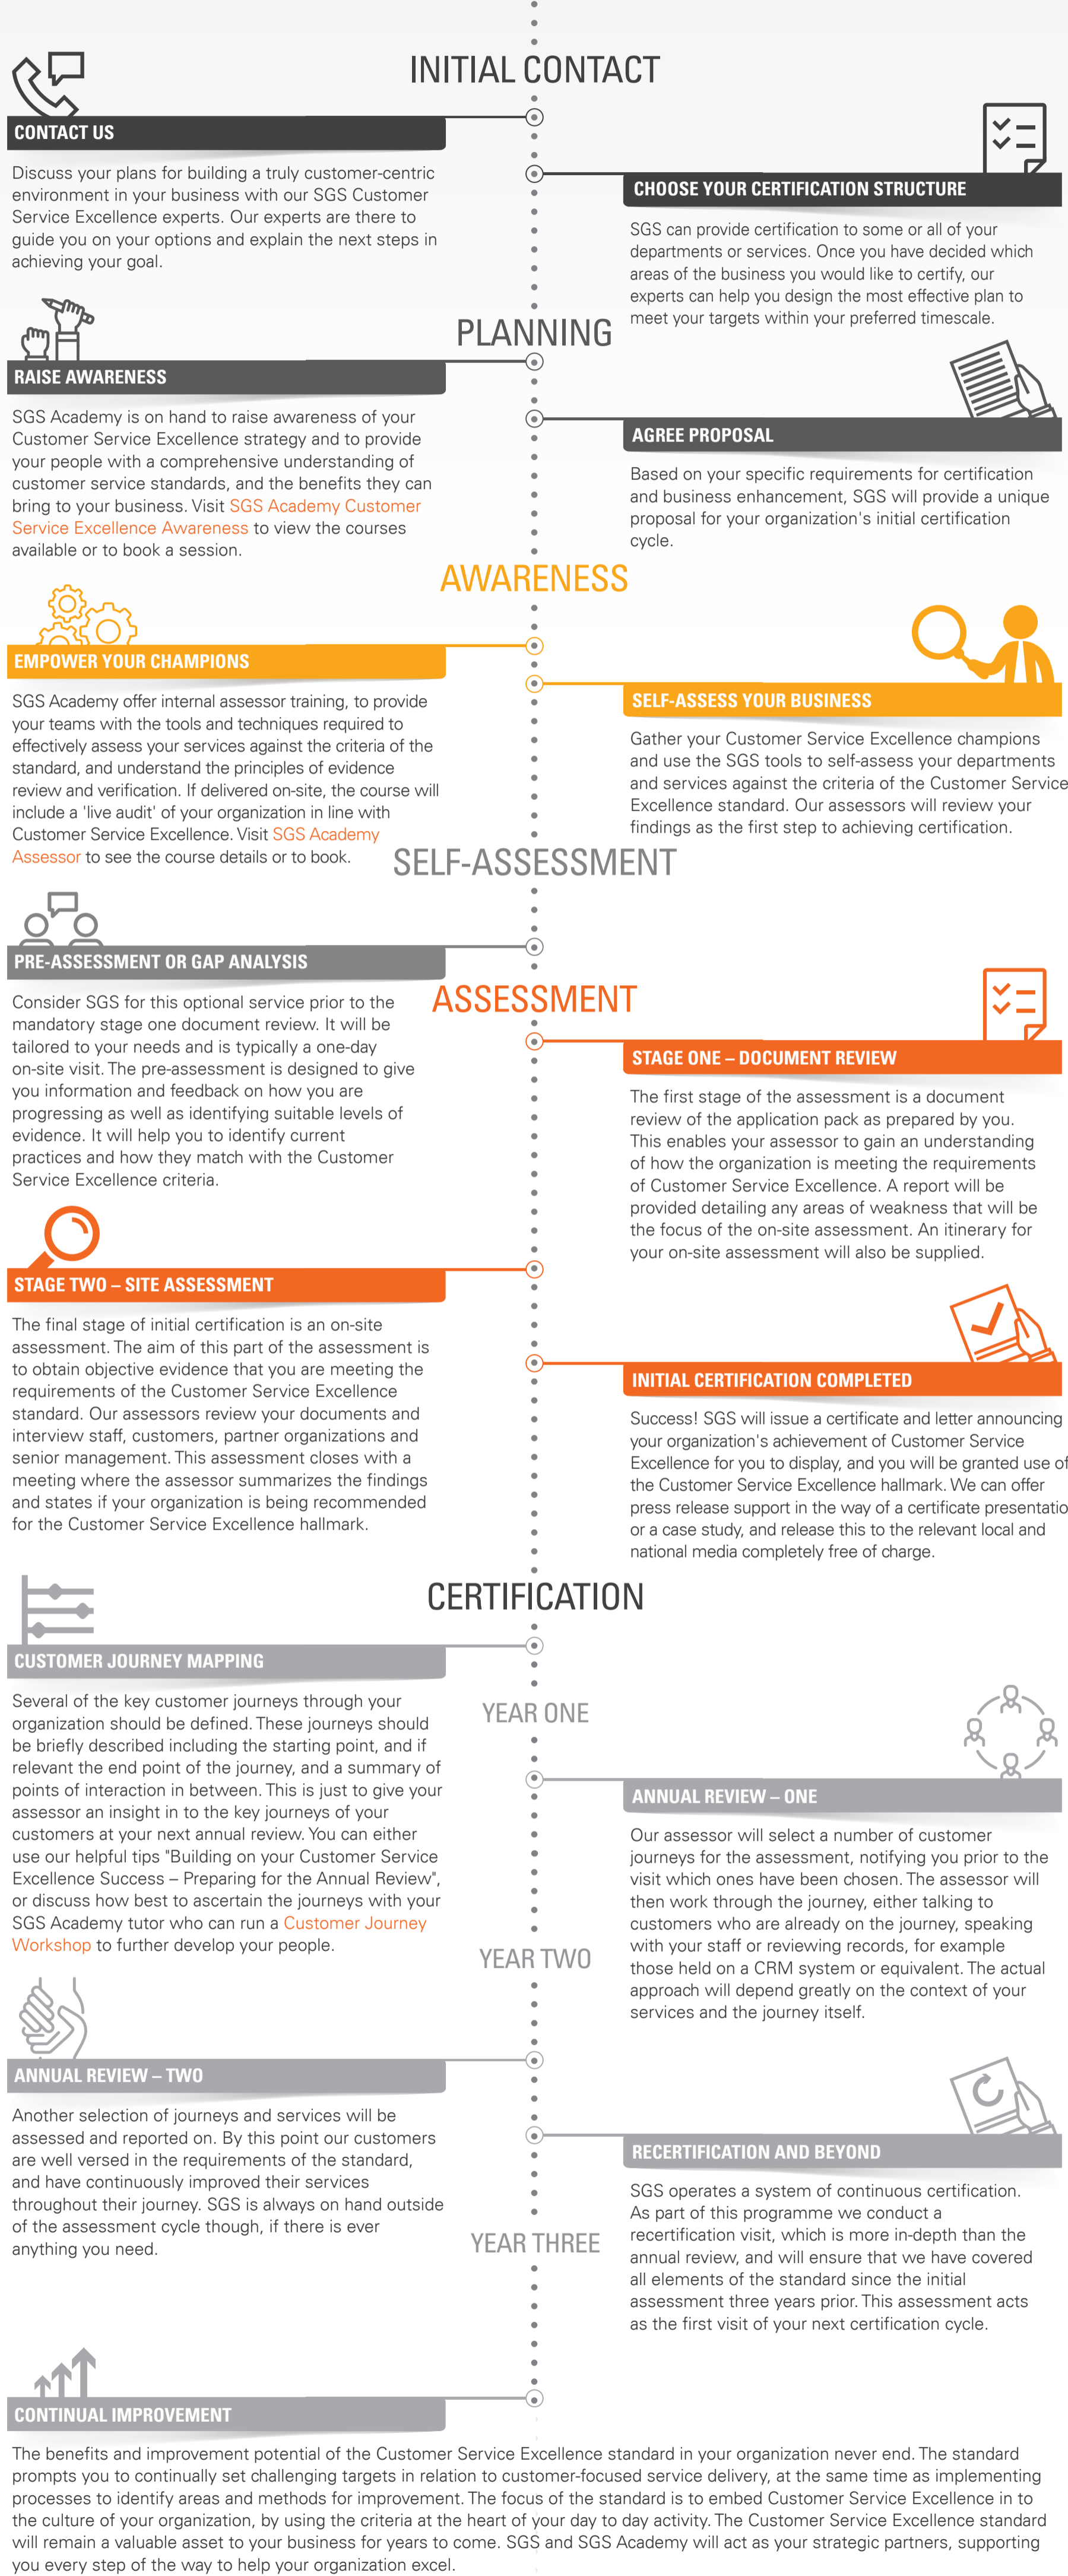 INITIAL CONTACT
CONTACT US
Discuss your plans for building a truly customer-centric
environment in your business with our SGS Customer
Service Excellence experts. Our experts are there to
guide you on your options and explain the next steps in
achieving your goal.
CHOOSE YOUR CERTIFICATION STRUCTURE
SGS can provide certification to some or all of your
departments or services. Once you have decided which
areas of the business you would like to certify, our
experts can help you design the most effective plan to
meet your targets within your preferred timescale.
PLANNING
RAISE AWARENESS
SGS Academy is on hand to raise awareness of your
Customer Service Excellence strategy and to provide
your people with a comprehensive understanding of
customer service standards, and the benefits they can
bring to your business. Visit SGS Academy Customer
Service Excellence Awareness to view the courses
available or to book a session.
AGREE PROPOSAL
Based on your specific requirements for certification
and business enhancement, SGS will provide a unique
proposal for your organization's initial certification
cycle.
AWARENESS
EMPOWER YOUR CHAMPIONS
SGS Academy offer internal assessor training, to provide
your teams with the tools and techniques required to
effectively assess your services against the criteria of the
standard, and understand the principles of evidence
review and verification. If delivered on-site, the course will
include a 'live audit' of your organization in line with
Customer Service Excellence. Visit SGS Academy
Assessor to see the course details or to book.
SELF-ASSESS YOUR BUSINESS
Gather your Customer Service Excellence champions
and use the SGS tools to self-assess your departments
and services against the criteria of the Customer Service
Excellence standard. Our assessors will review your
findings as the first step to achieving certification.
SELF-ASSESSMENT
PRE-ASSESSMENT OR GAP ANALYSIS
Consider SGS for this optional service prior to the
mandatory stage one document review. It will be
tailored to your needs and is typically a one-day
on-site visit. The pre-assessment is designed to give
you information and feedback on how you are
progressing as well as identifying suitable levels of
evidence. It will help you to identify current
practices and how they match with the Customer
Service Excellence criteria.
ASSESSMENT
STAGE ONE – DOCUMENT REVIEW
The first stage of the assessment is a document
review of the application pack as prepared by you.
This enables your assessor to gain an understanding
of how the organization is meeting the requirements
of Customer Service Excellence. A report will be
provided detailing any areas of weakness that will be
the focus of the on-site assessment. An itinerary for
your on-site assessment will also be supplied.
STAGE TWO – SITE ASSESSMENT
The final stage of initial certification is an on-site
assessment. The aim of this part of the assessment is
to obtain objective evidence that you are meeting the
requirements of the Customer Service Excellence
standard. Our assessors review your documents and
interview staff, customers, partner organizations and
senior management. This assessment closes with a
meeting where the assessor summarizes the findings
and states if your organization is being recommended
for the Customer Service Excellence hallmark.
INITIAL CERTIFICATION COMPLETED
Success! SGS will issue a certificate and letter announcing
your organization's achievement of Customer Service
Excellence for you to display, and you will be granted use of
the Customer Service Excellence hallmark. We can offer
press release support in the way of a certificate presentatio
or a case study, and release this to the relevant local and
national media completely free of charge.
CERTIFICATION
CUSTOMER JOURNEY MAPPING
Several of the key customer journeys through your
organization should be defined. These journeys should
be briefly described including the starting point, and if
relevant the end point of the journey, and a summary of
points of interaction in between. This is just to give your
assessor an insight in to the key journeys of your
customers at your next annual review. You can either
use our helpful tips "Building on your Customer Service
Excellence Success – Preparing for the Annual Review",
or discuss how best to ascertain the journeys with your
SGS Academy tutor who can run a Customer Journey
Workshop to further develop your people.
YEAR ONE
ANNUAL REVIEW – ONE
Our assessor will select a number of customer
journeys for the assessment, notifying you prior to the
visit which ones have been chosen. The assessor will
then work through the journey, either talking to
customers who are already on the journey, speaking
with your staff or reviewing records, for example
those held on a CRM system or equivalent. The actual
approach will depend greatly on the context of your
services and the journey itself.
YEAR TWO
ANNUAL REVIEW – TWO
Another selection of journeys and services will be
assessed and reported on. By this point our customers
are well versed in the requirements of the standard,
and have continuously improved their services
throughout their journey. SGS is always on hand outside
of the assessment cycle though, if there is ever
anything you need.
RECERTIFICATION AND BEYOND
SGS operates a system of continuous certification.
As part of this programme we conduct a
recertification visit, which is more in-depth than the
annual review, and will ensure that we have covered
all elements of the standard since the initial
assessment three years prior. This assessment acts
as the first visit of your next certification cycle.
YEAR THREE
CONTINUAL IMPROVEMENT
The benefits and improvement potential of the Customer Service Excellence standard in your organization never end. The standard
prompts you to continually set challenging targets in relation to customer-focused service delivery, at the same time as implementing
processes to identify areas and methods for improvement. The focus of the standard is to embed Customer Service Excellence in to
the culture of your organization, by using the criteria at the heart of your day to day activity. The Customer Service Excellence standard
will remain a valuable asset to your business for years to come. SGS and SGS Academy will act as your strategic partners, supporting
you every step of the way to help your organization excel.